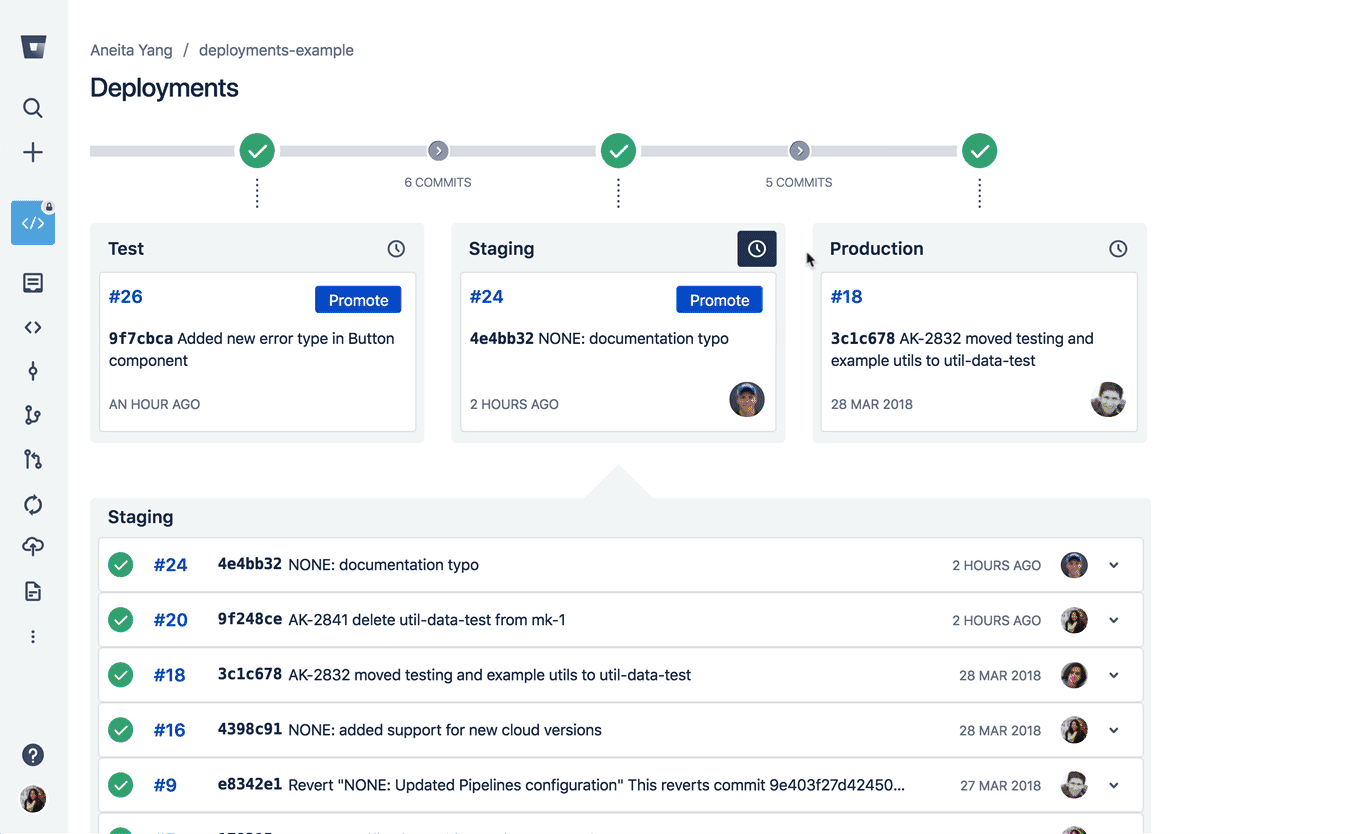 Aneita Yang / deployments-example
Deployments
6 COMMITS
5 COMMITS
Test
#26
Promote
9f7cbca Added new error type in Button
component
AN HOUR AGO
Staging
#24
Promote
4e4bb32 NONE: documentation typo
2 HOURS AGO
Production
#18
3c1c678 AK-2832 moved testing and
example utils to util-data-test
28 MAR 2018
Staging
#24 4e4bb32 NONE: documentation typo 2 HOURS AGO
#20 9f248ce AK-2841 delete util-data-test from mk-1 2 HOURS AGO
#18 3c1c678 AK-2832 moved testing and example utils to util-data-test 28 MAR 2018
#16 4398c91 NONE: added support for new cloud versions 28 MAR 2018
#9 e8342e1 Revert "NONE: Updated Pipelines configuration" This reverts commit 9e403f27d42450... 27 MAR 2018